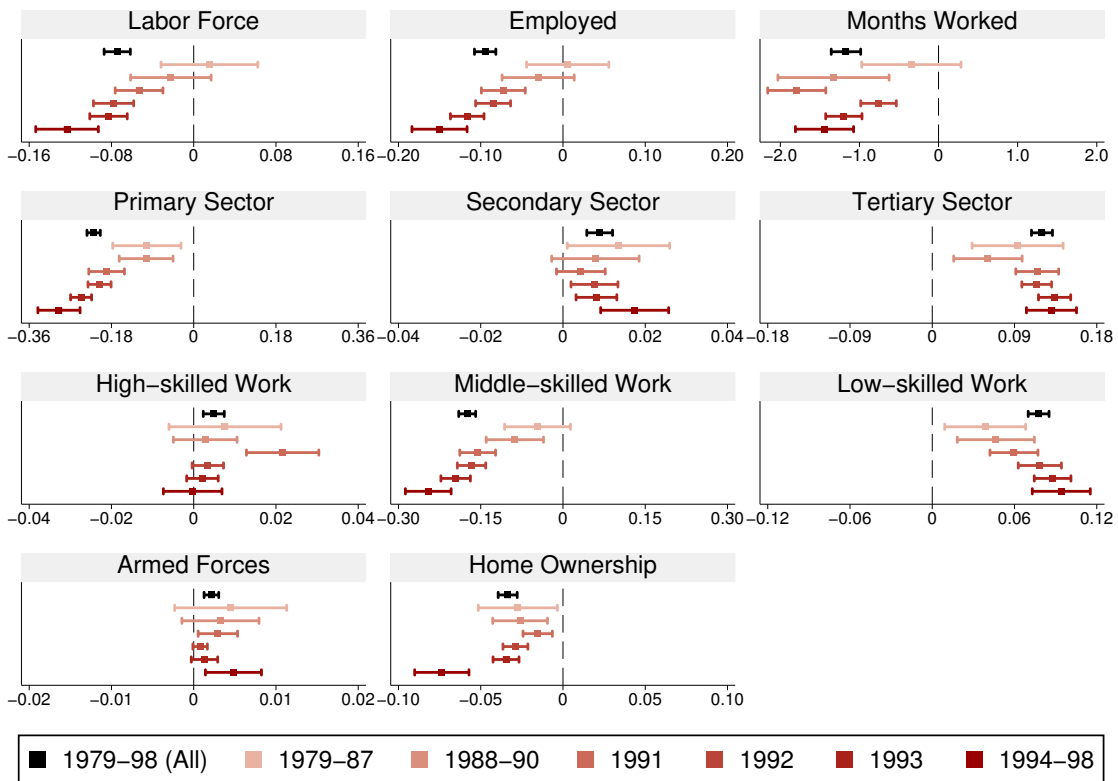 Labor Force Employed Months Worked
−0.16 −0.08 0 0.08 0.16 −0.20 −0.10 0 0.10 0.20 −2.0 −1.0 0 1.0 2.0
Primary Sector Secondary Sector Tertiary Sector
−0.36 −0.18 0 0.18 0.36 −0.04 −0.02 0 0.02 0.04 −0.18 −0.09 0 0.09 0.18
High−skilled Work Middle−skilled Work Low−skilled Work
−0.04 −0.02 0 0.02 0.04 −0.30 −0.15 0 0.15 0.30 −0.12 −0.06 0 0.06 0.12
Armed Forces Home Ownership
−0.02 −0.01 0 0.01 0.02 −0.10 −0.05 0 0.05 0.10
1979−98 (All) 1979−87 1988−90 1991 1992 1993 1994−98